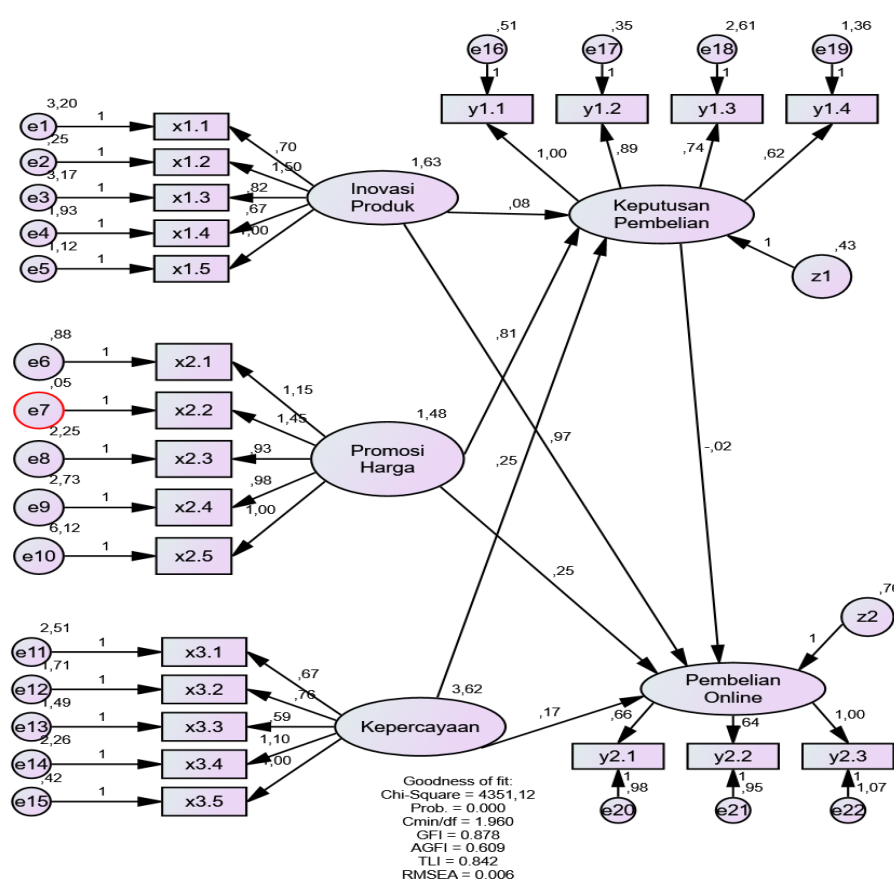 ,51 ,35 2,61 1,36
e16 e17 e18 e19
1 1 1 1
y1.1 y1.2 y1.3 y1.4
1,00 ,89 ,74 ,62
3,20
e1 1 x1.1
,25
e2 1 x1.2
3,17
e3 1 x1.3
1,93
e4 1 x1.4
1,12
e5 1 x1.5
,70
1,50
,82
,67
1,00
1,63
Inovasi
Produk
,08
Keputusan
Pembelian
1
,43
z1
,88
e6 1 x2.1
,05
e7 1 x2.2
2,25
e8 1 x2.3
2,73
e9 1 x2.4
6,12
e10 1 x2.5
1,15
1,45
,93
,98
1,00
1,48
Promosi
Harga
,81
,97
,25
-,02
,25
2,51
e11 1 x3.1
1,71
e12 1 x3.2
1,49
e13 1 x3.3
2,26
e14 1 x3.4
,42
e15 1 x3.5
,67
,76
,59
1,10
1,00
3,62
Kepercayaan
,17
,76
z2
1
Pembelian
Online
,66 ,64 1,00
y2.1 y2.2 y2.3
1 1 1
,98 ,95 1,07
e20 e21 e22
Goodness of fit:
Chi-Square = 4351,12
Prob. = 0.000
Cmin/df = 1.960
GFI = 0.878
AGFI = 0.609
TLI = 0.842
RMSEA = 0.006